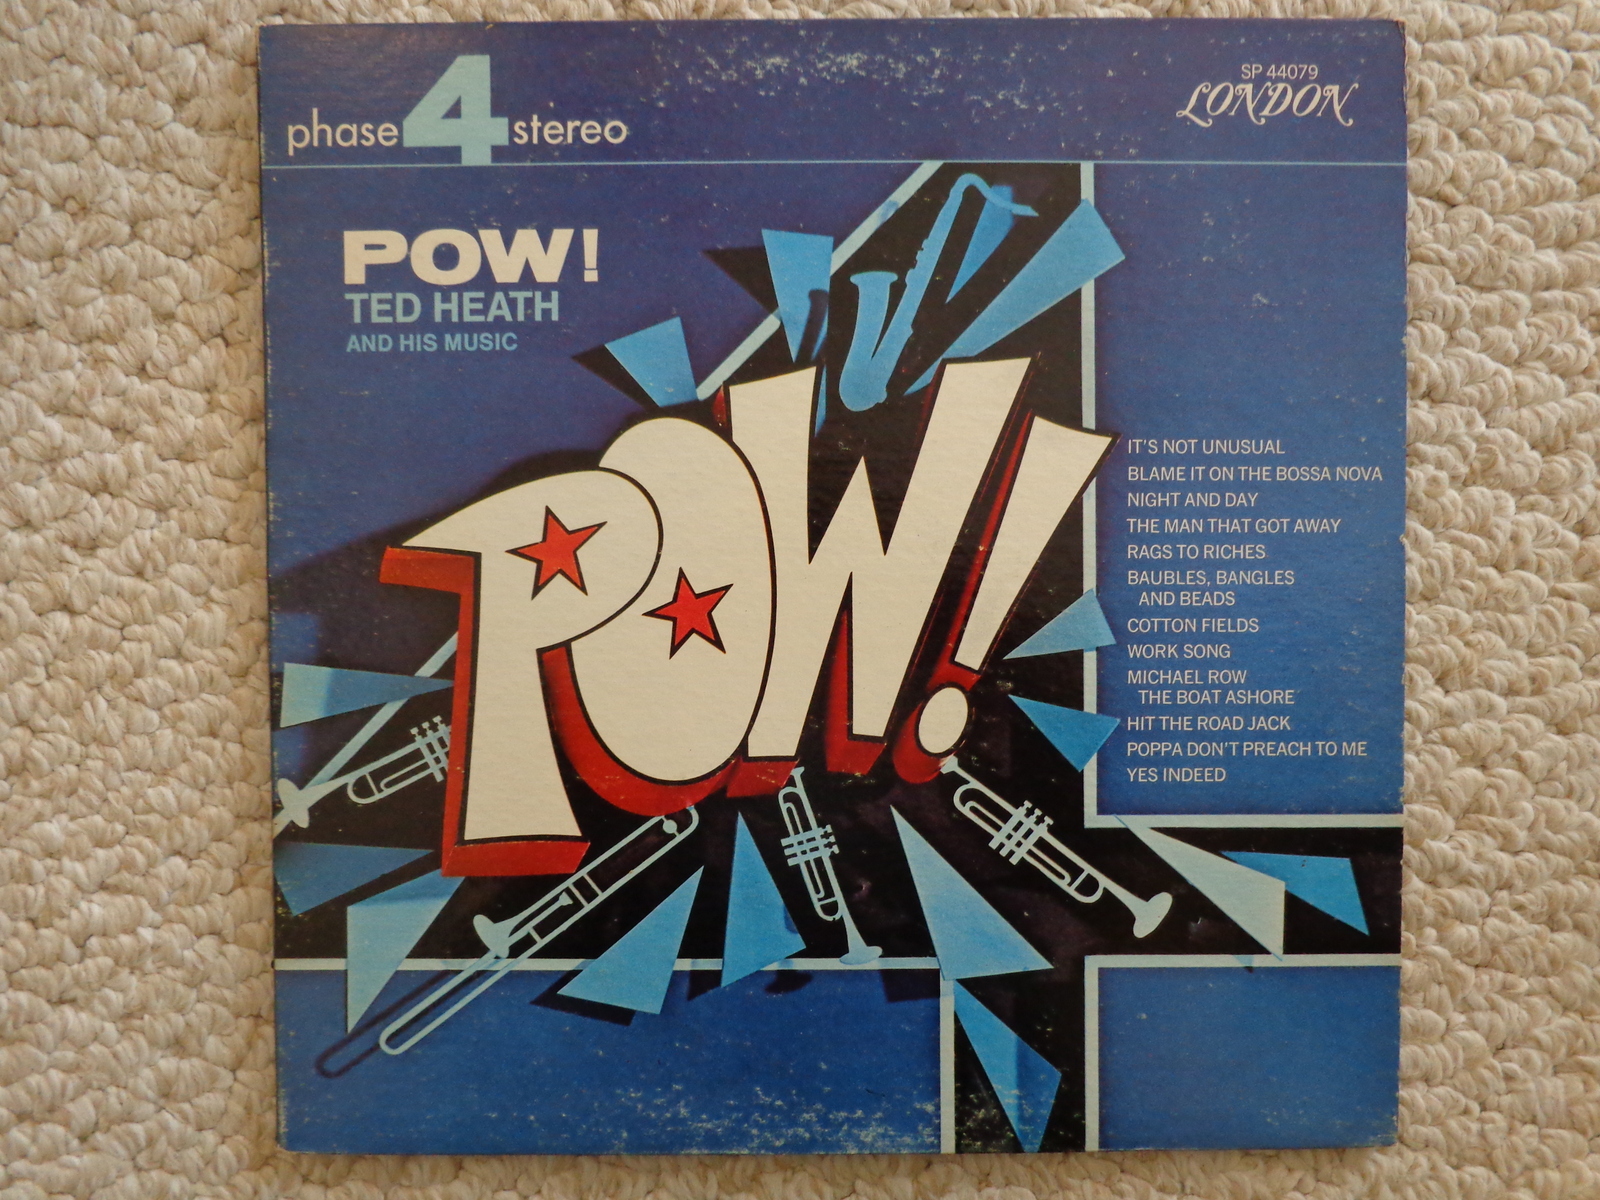 phase 4 stereo
SP 44079
LONDON
POW!
TED HEATH
AND HIS MUSIC
POW!
IT'S NOT UNUSUAL
BLAME IT ON THE BOSSA NOVA
NIGHT AND DAY
THE MAN THAT GOT AWAY
RAGS TO RICHES
BAUBLES, BANGLES
AND BEADS
COTTON FIELDS
WORK SONG
MICHAEL ROW
THE BOAT ASHORE
HIT THE ROAD JACK
POPPA DON'T PREACH TO ME
YES INDEED